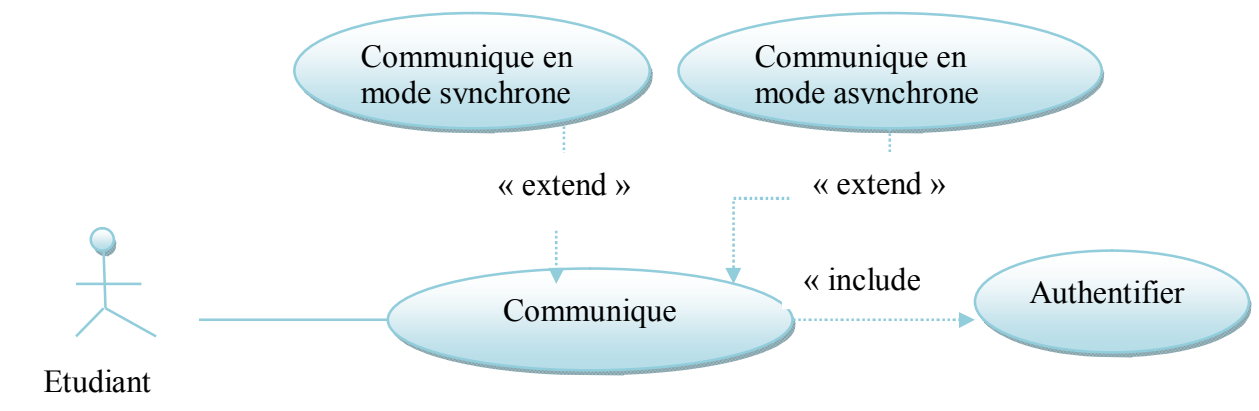 Communique en
mode synchrone
Communique en
mode asynchrone
« extend »
« extend »
« include
Communique
Authentifier
Etudiant